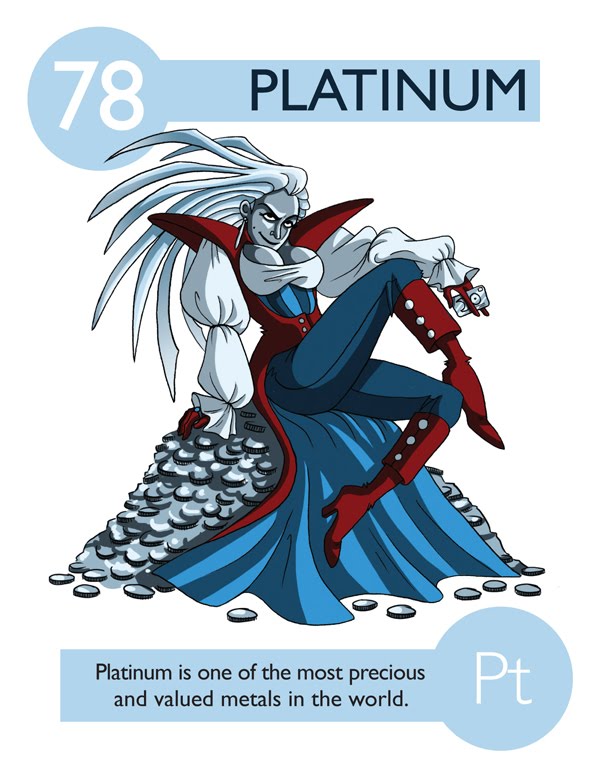 78
PLATINUM
Platinum is one of the most precious
and valued metals in the world.
Pt